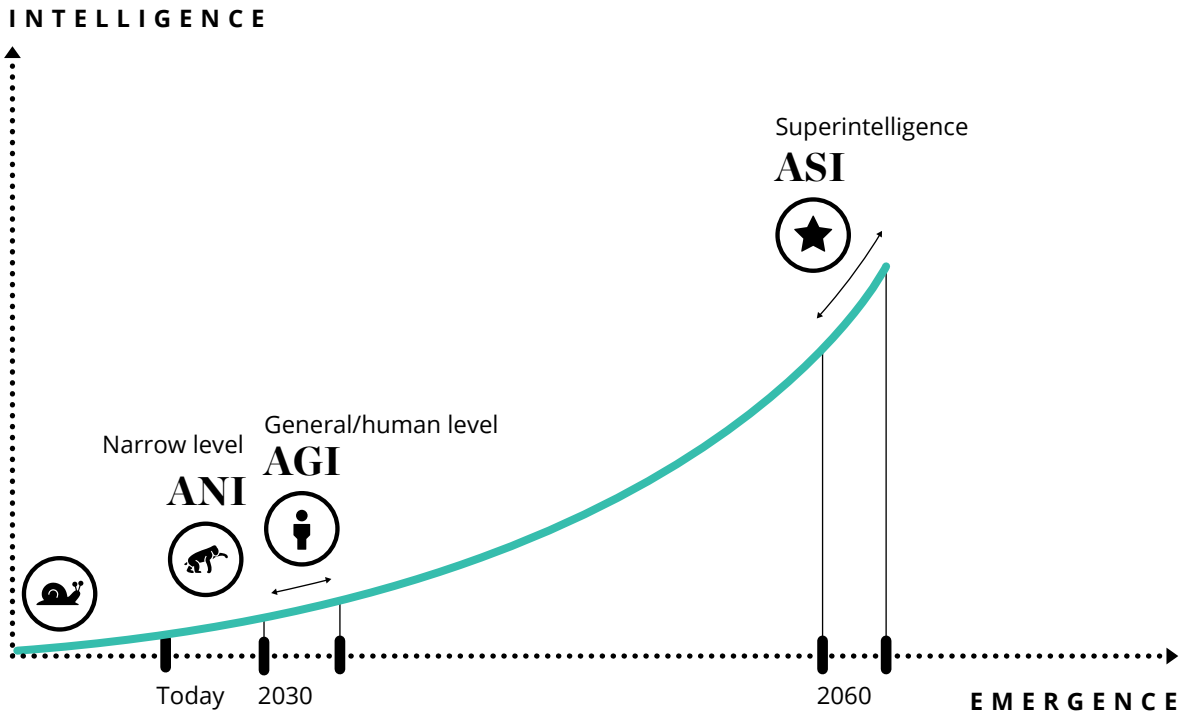 INTELLIGENCE
Superintelligence
ASI
General/human level
AGI
Narrow level
ANI
Today
2030
2060
EMERGENCE